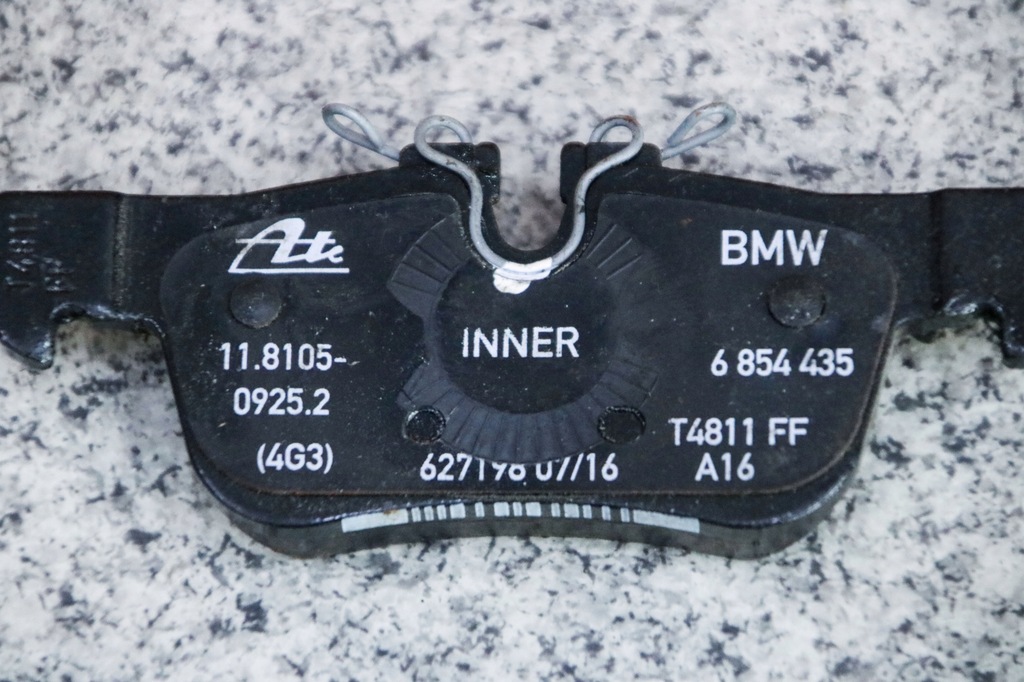 Ate
BMW
INNER
11.8105-
0925.2
6 854 435
(4G3)
627198 07/16
T4811 FF
A16